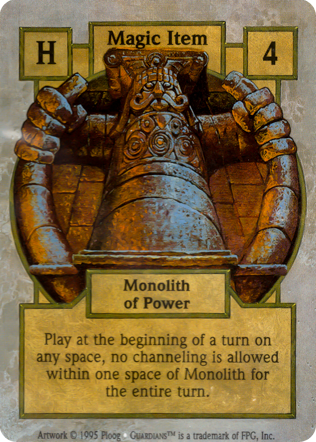 H
Magic Item
4
Monolith
of Power
Play at the beginning of a turn on
any space, no channeling is allowed
within one space of Monolith for
the entire turn.
Artwork © 1995 Ploog • GUARDIANS™ is a trademark of FPG, Inc.